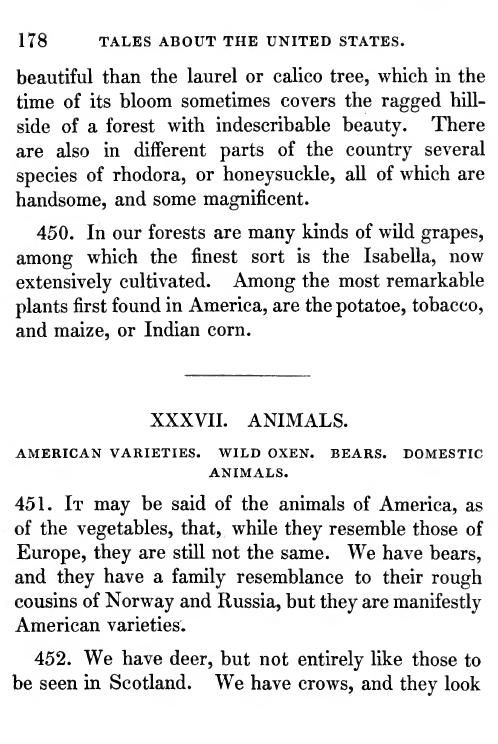 178 TALES ABOUT THE UNITED STATES.
beautiful than the laurel or calico tree, which in the
time of its bloom sometimes covers the ragged hill-
side of a forest with indescribable beauty. There
are also in different parts of the country several
species of rhodora, or honeysuckle, all of which are
handsome, and some magnificent.
450. In our forests are many kinds of wild grapes,
among which the finest sort is the Isabella, now
extensively cultivated. Among the most remarkable
plants first found in America, are the potatoe, tobacco,
and maize, or Indian corn.
XXXVII. ANIMALS.
AMERICAN VARIETIES. WILD OXEN. BEARS. DOMESTIC
ANIMALS.
451. IT may be said of the animals of America, as
of the vegetables, that, while they resemble those of
Europe, they are still not the same. We have bears,
and they have a family resemblance to their rough
cousins of Norway and Russia, but they are manifestly
American varieties.
452. We have deer, but not entirely like those to
be seen in Scotland. We have crows, and they look